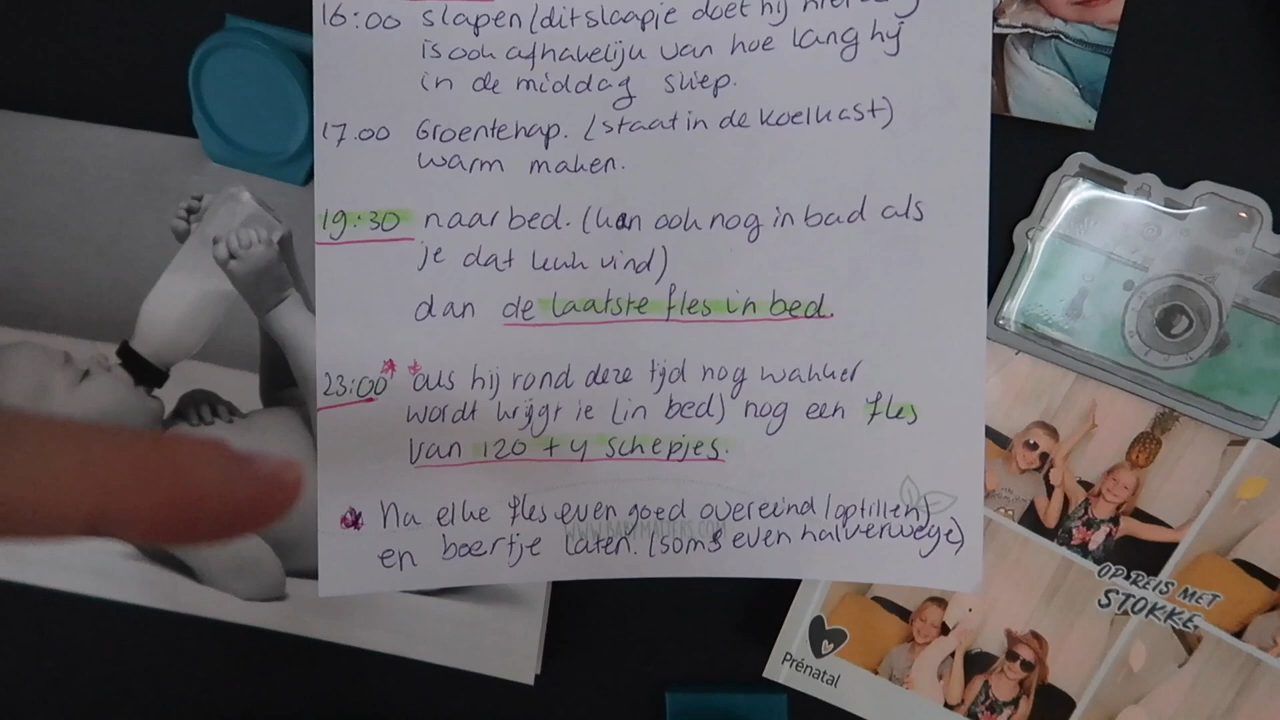 16:00 slapen (dit slaapje doet hij
is ook afhakelijk van hoe lang hij
in de middag sliep.
17.00 Groentehap. (staat in de koelkast)
warm maken.
19:30 naar bed. (kan ook nog in bad als
je dat leuk vind)
dan de laatste fles in bed.
23:00* * als hij rond deze tijd nog wakker
wordt krijgt ie (in bed) nog een fles
van 120 + 4 schepjes.
* Na elke fles even goed overeind (optillen)
en boertje laten. (soms even halverwege)
WWW.BABYMATTERS.COM
OP REIS MET
STOKKE
Prénatal